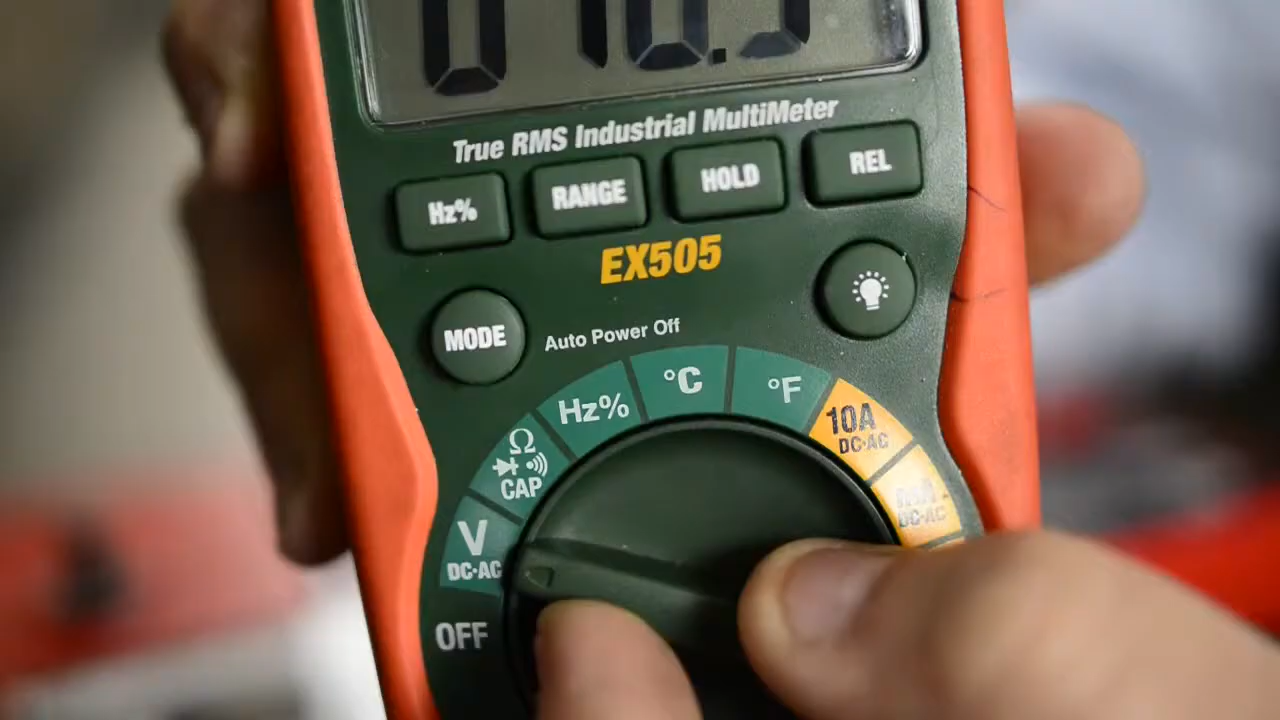 True RMS Industrial MultiMeter
Hz% RANGE HOLD REL
EX505
MODE
Auto Power Off
Hz% °C °F
10A
DC·AC
Ω
CAP
mA
DC·AC
V
DC·AC
OFF